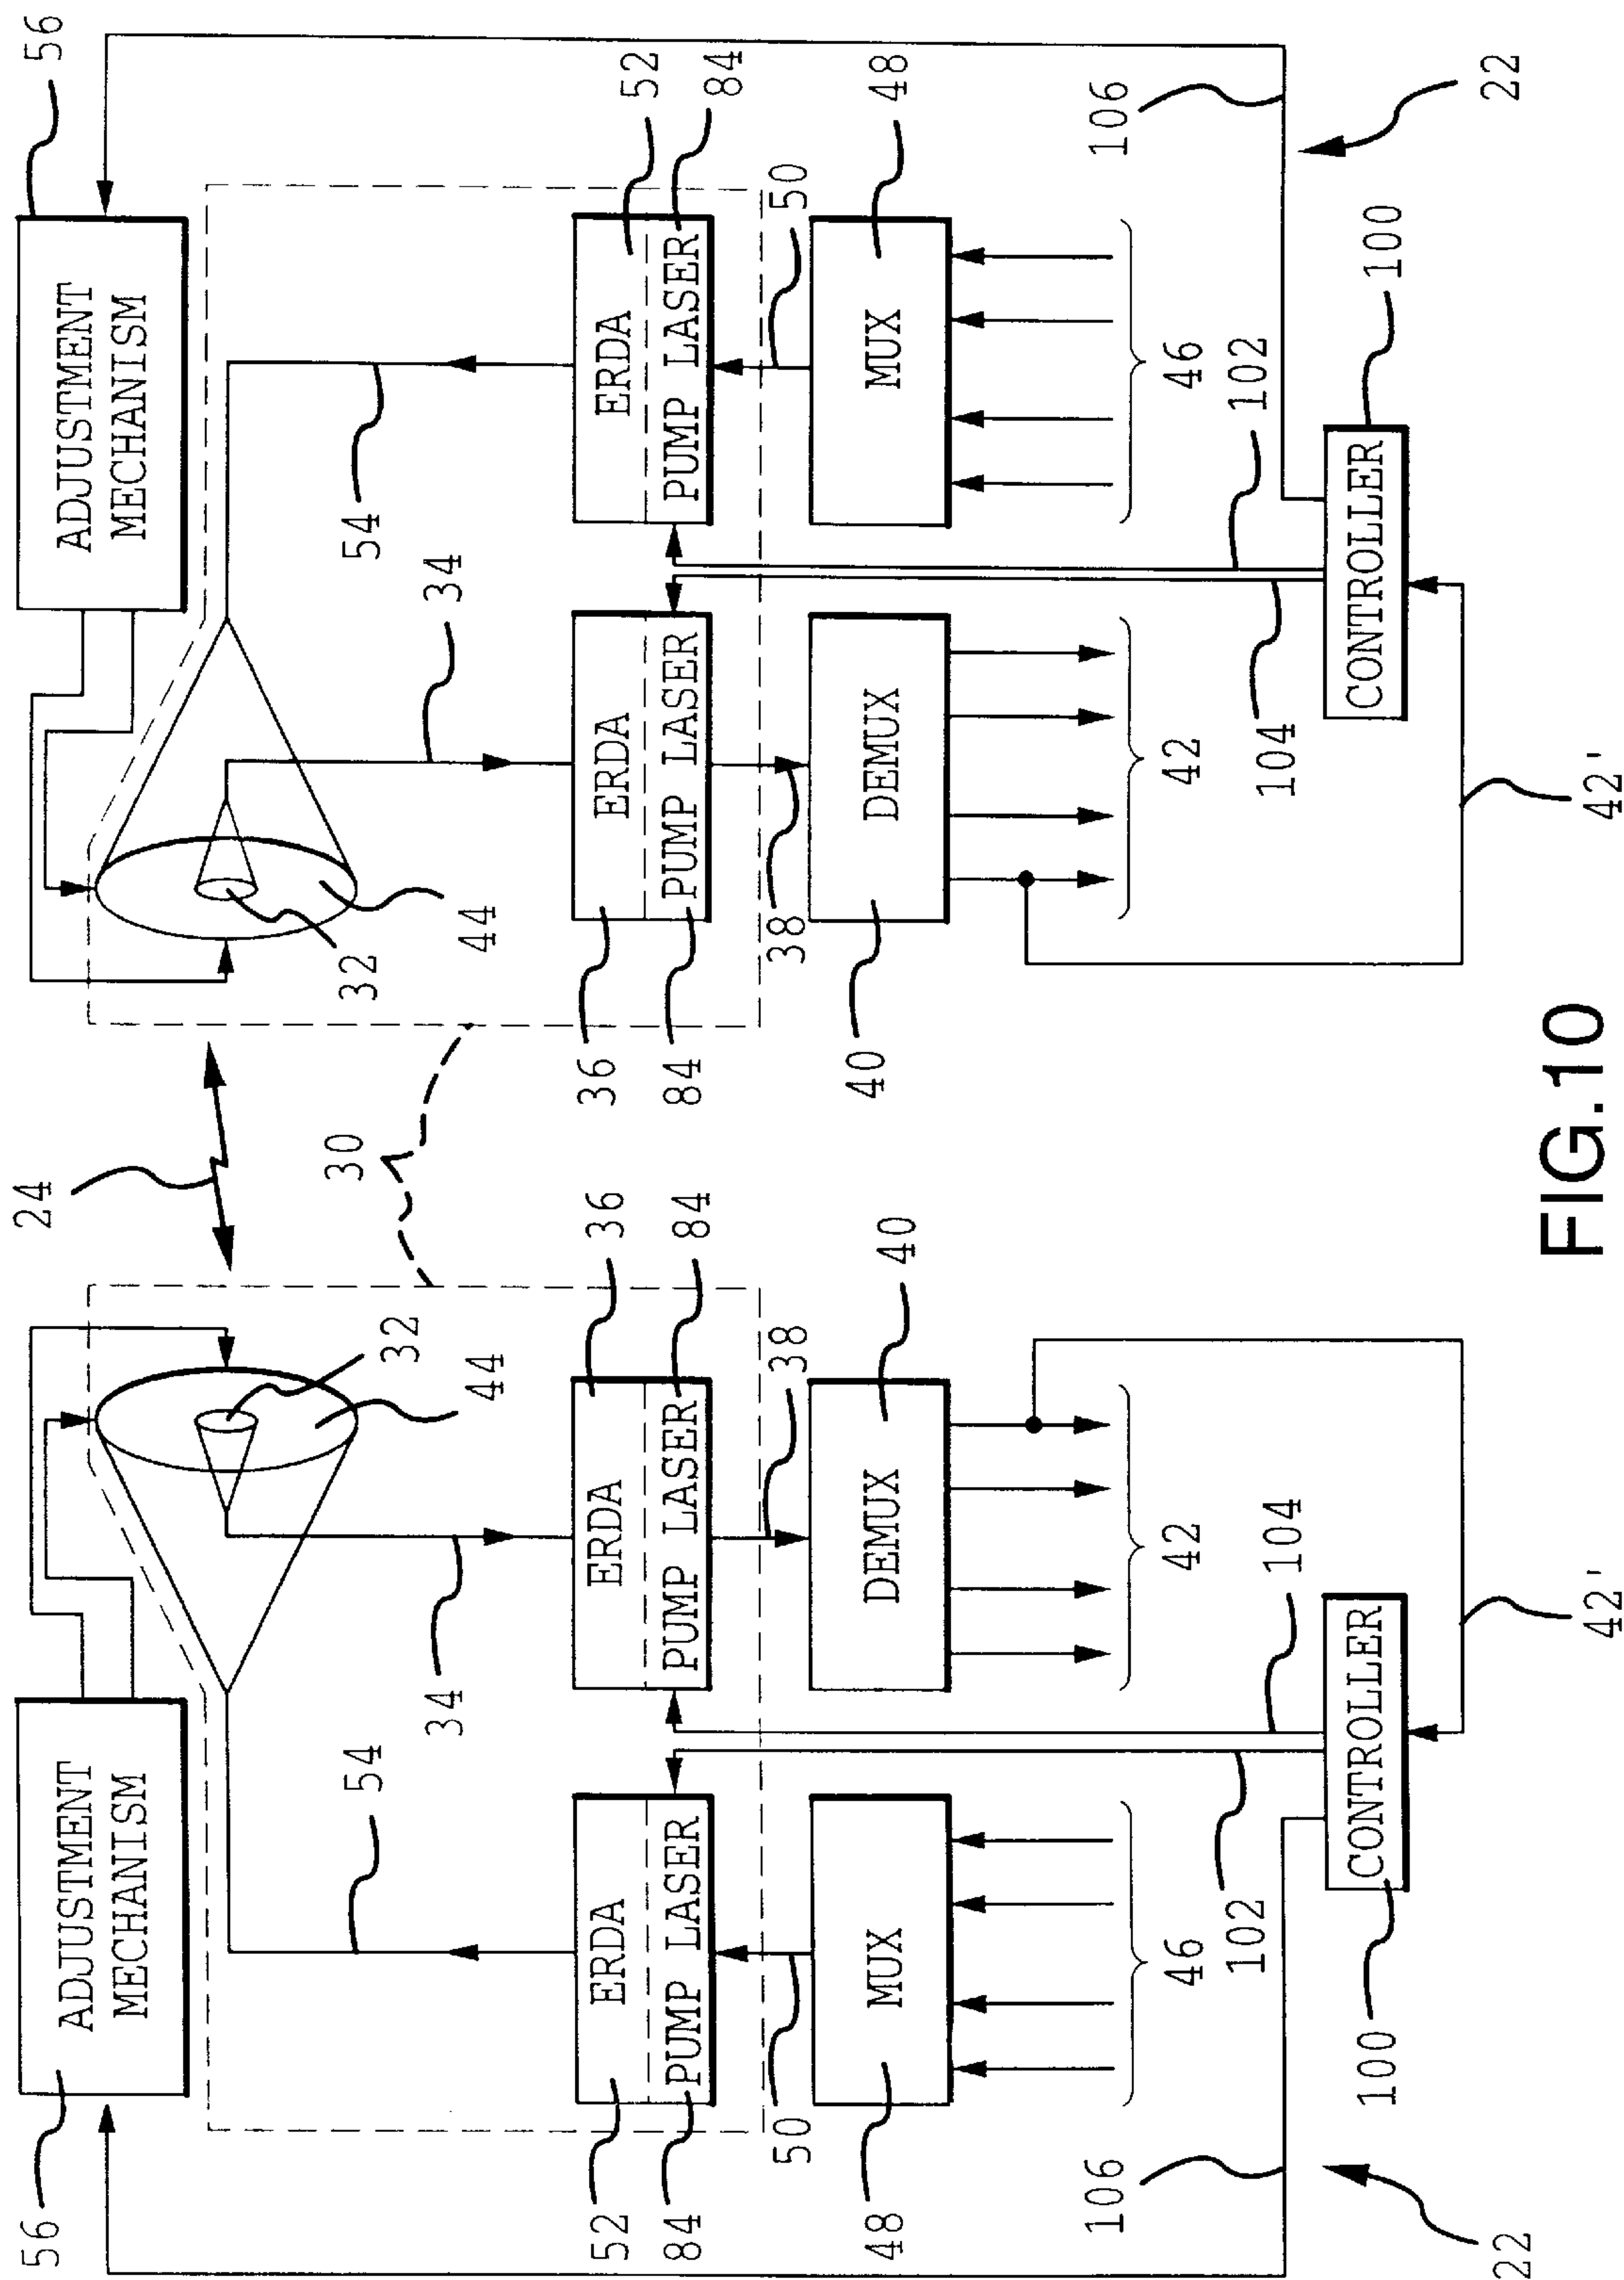 56
24
56
ADJUSTMENT
MECHANISM
ADJUSTMENT
MECHANISM
54
34
32
44
30
32
44
34
54
52
84
36
84
36
84
52
84
ERDA
PUMP LASER
ERDA
PUMP LASER
ERDA
PUMP LASER
ERDA
PUMP LASER
50
38
38
50
48
MUX
DEMUX
40
40
DEMUX
MUX
48
106
46
42
42
46
106
102
104
104
102
100
CONTROLLER
CONTROLLER
100
22
42'
42'
22
FIG.10